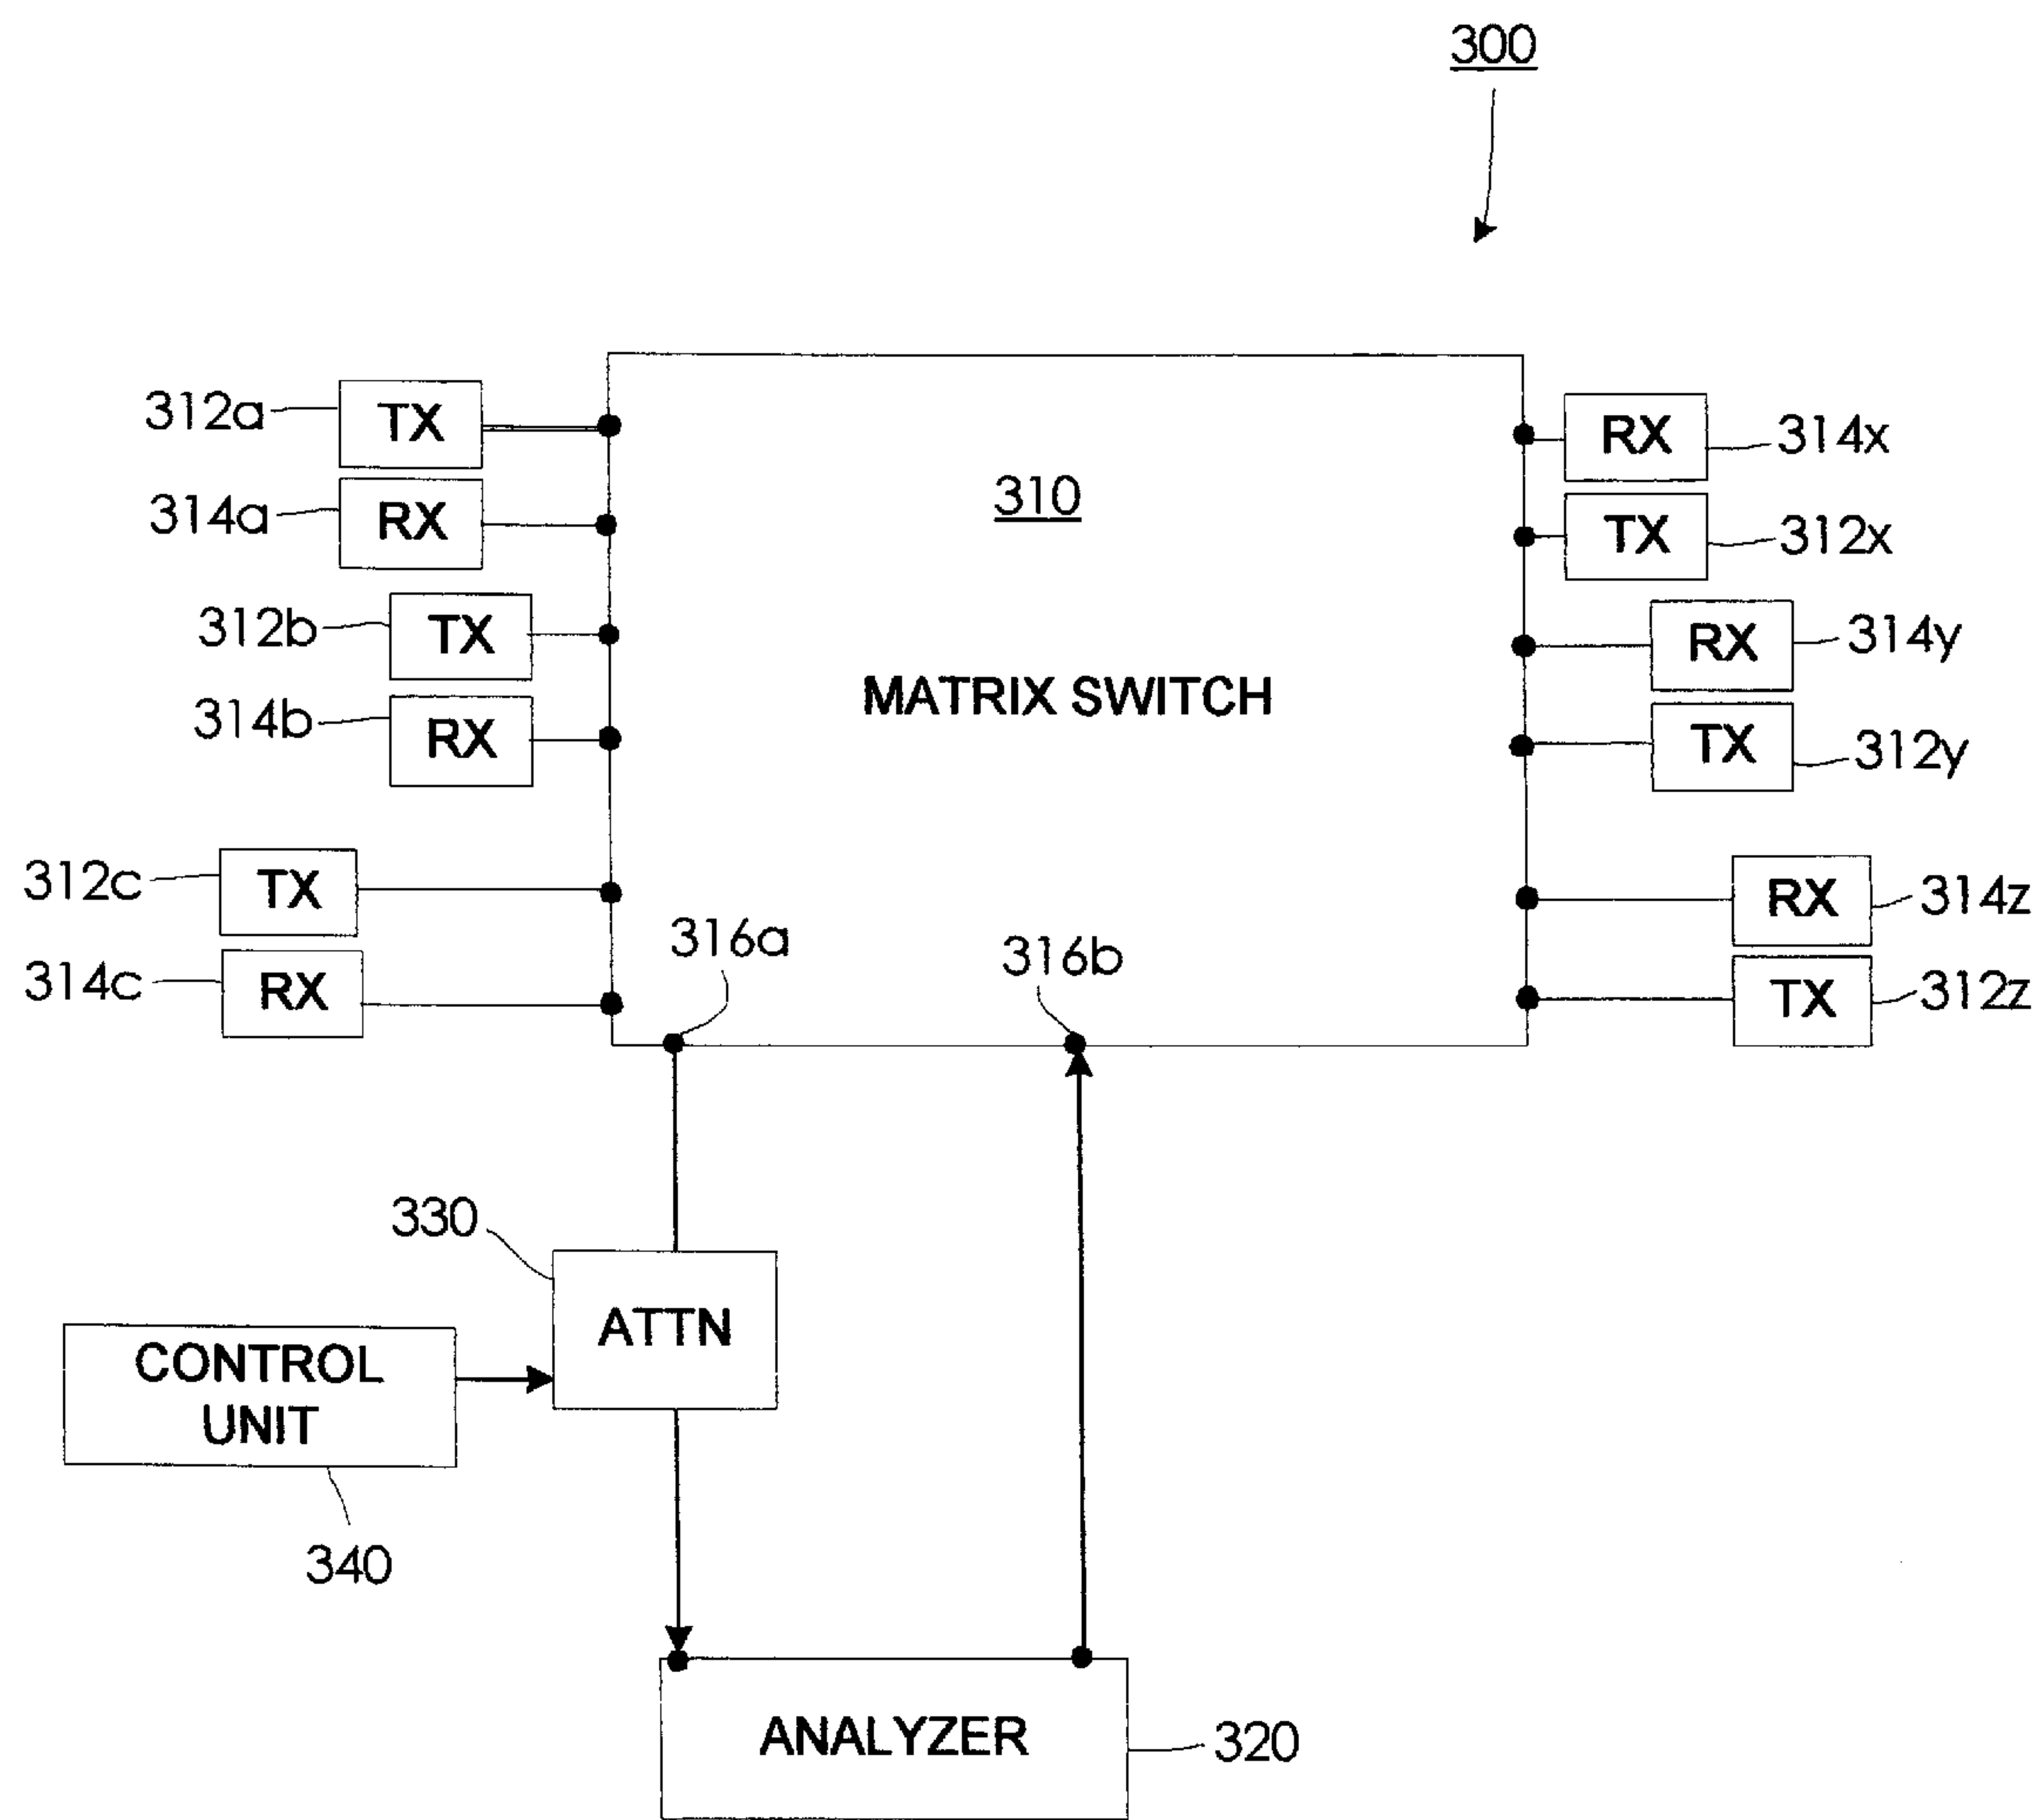 300
312a
TX
RX
314x
314a
RX
310
TX
312x
312b
TX
RX
314y
314b
RX
MATRIX SWITCH
TX
312y
312c
TX
RX
314z
314c
RX
316a
316b
TX
312z
330
ATTN
CONTROL
UNIT
340
ANALYZER
320